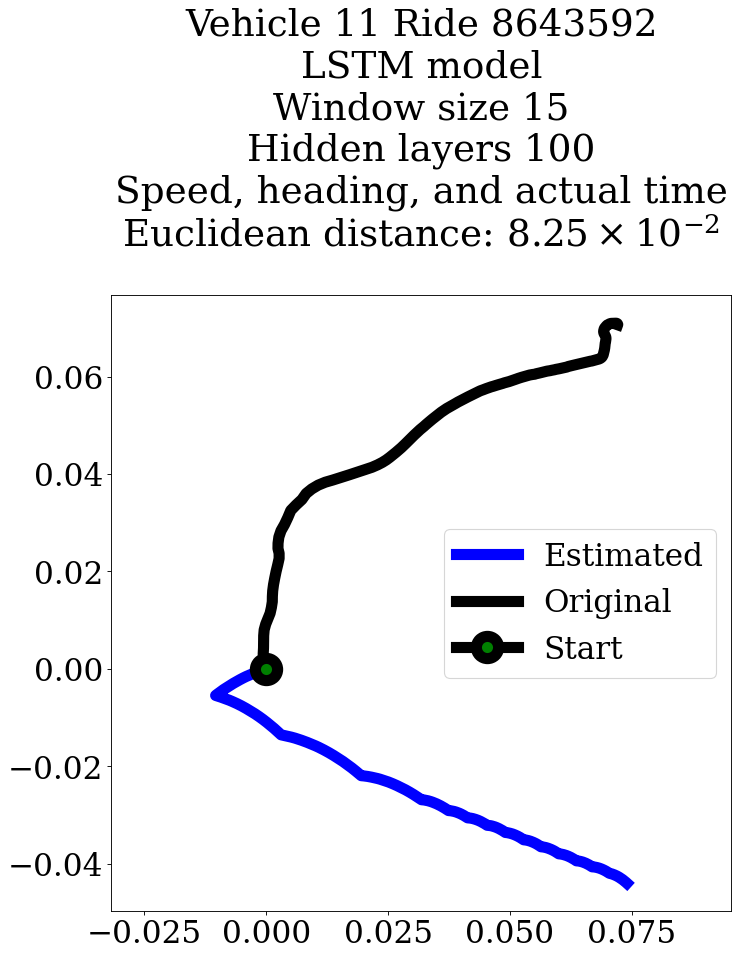 Vehicle 11 Ride 8643592
LSTM model
Window size 15
Hidden layers 100
Speed, heading, and actual time
Euclidean distance: 8.25 × 10⁻²
0.06
0.04
0.02
0.00
−0.02
−0.04
Estimated
Original
Start
−0.025 0.000 0.025 0.050 0.075